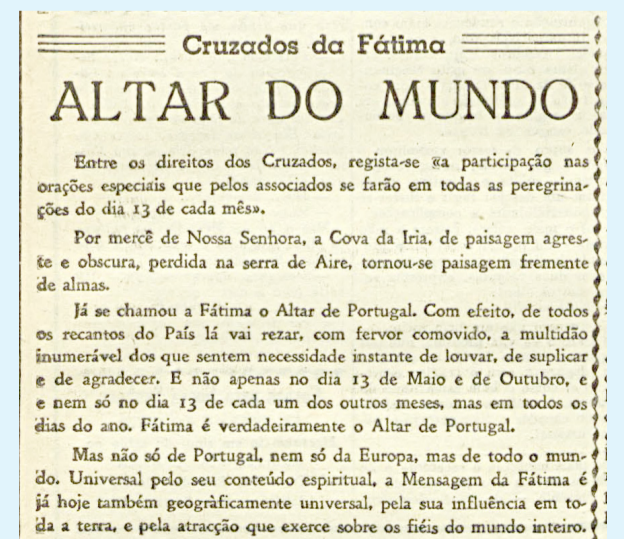 Cruzados da Fátima
ALTAR DO MUNDO
Entre os direitos dos Cruzados, regista-se «a participação nas
orações especiais que pelos associados se farão em todas as peregrina-
ções do dia 13 de cada mês».
Por mercê de Nossa Senhora, a Cova da Iria, de paisagem agres-
te e obscura, perdida na serra de Aire, tornou-se paisagem fremente
de almas.
Já se chamou a Fátima o Altar de Portugal. Com efeito, de todos
os recantos do País lá vai rezar, com fervor comovido, a multidão
inumerável dos que sentem necessidade instante de louvar, de suplicar
e de agradecer. E não apenas no dia 13 de Maio e de Outubro, e
e nem só no dia 13 de cada um dos outros meses, mas em todos os
dias do ano. Fátima é verdadeiramente o Altar de Portugal.
Mas não só de Portugal, nem só da Europa, mas de todo o mun-
do. Universal pelo seu conteúdo espiritual, a Mensagem da Fátima é
já hoje também geogràficamente universal, pela sua influência em to-
da a terra, e pela atracção que exerce sobre os fiéis do mundo inteiro.